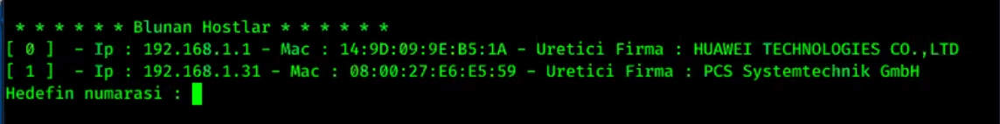 * * * * * * Blunan Hostlar * * * * * *
[ 0 ] - Ip : 192.168.1.1 - Mac : 14:9D:09:9E:B5:1A - Uretici Firma : HUAWEI TECHNOLOGIES CO.,LTD
[ 1 ] - Ip : 192.168.1.31 - Mac : 08:00:27:E6:E5:59 - Uretici Firma : PCS Systemtechnik GmbH
Hedefin numarasi :